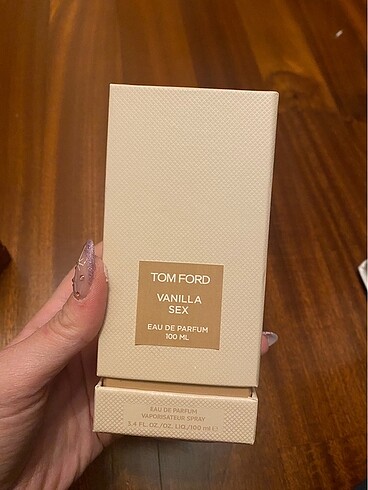 TOM FORD
VANILLA
SEX
EAU DE PARFUM
100 ML
EAU DE PARFUM
VAPORISATEUR SPRAY
3.4 FL.OZ./OZ. LIQ./100 ml ℮